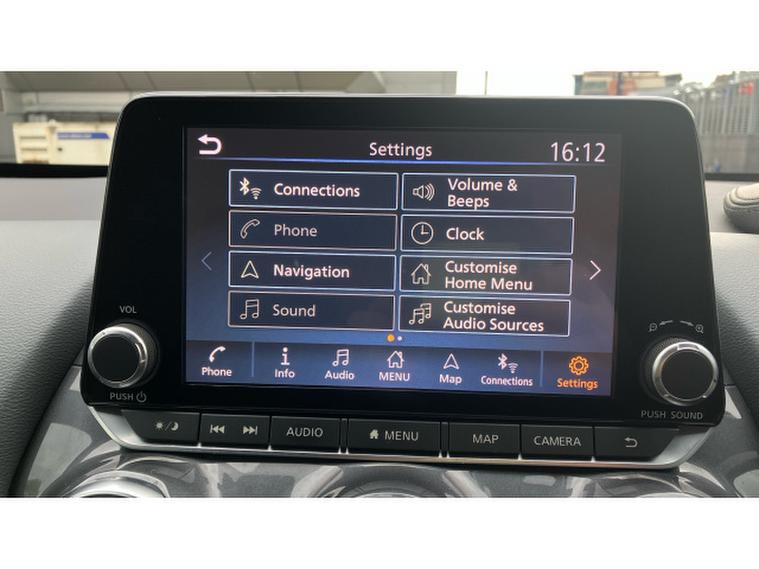 Settings
16:12
Connections
Volume &
Beeps
Phone
Clock
Navigation
Customise
Home Menu
Sound
Customise
Audio Sources
Phone
Info
Audio
MENU
Map
Connections
Settings
VOL
PUSH
PUSH SOUND
AUDIO
MENU
MAP
CAMERA